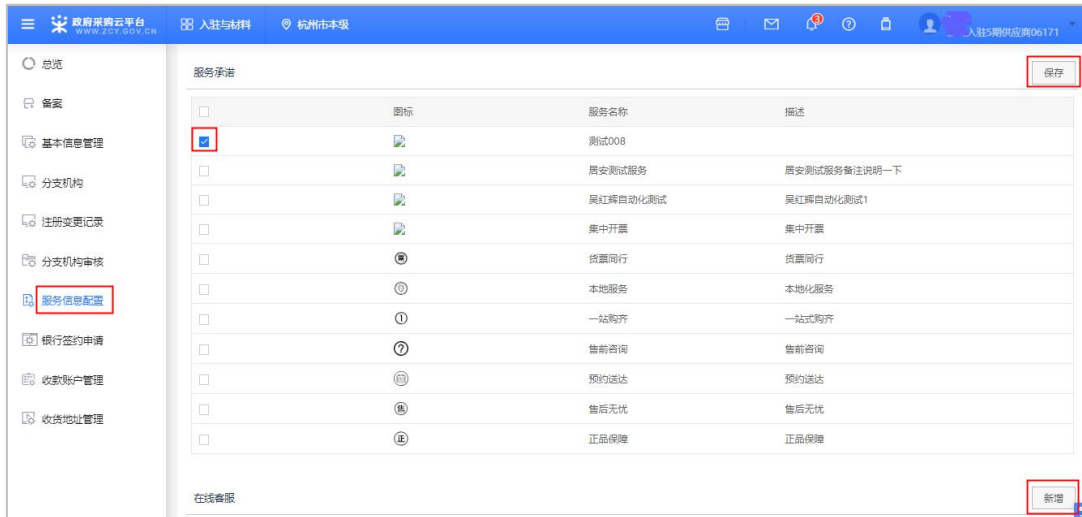 政府采购云平台 入驻与材料 杭州市本级 3 入驻5期供应商06171
WWW.ZCY.GOV.CN
总览
备案
基本信息管理
分支机构
注册变更记录
分支机构审核
服务信息配置
银行签约申请
收款账户管理
收货地址管理
服务承诺 保存
图标 服务名称 描述
测试008
居安测试服务 居安测试服务备注说明一下
吴红辉自动化测试 吴红辉自动化测试1
集中开票 集中开票
货票同行 货票同行
本地服务 本地化服务
一站购齐 一站式购齐
售前咨询 售前咨询
预约送达 预约送达
售 售后无忧 售后无忧
正 正品保障 正品保障
在线客服 新增